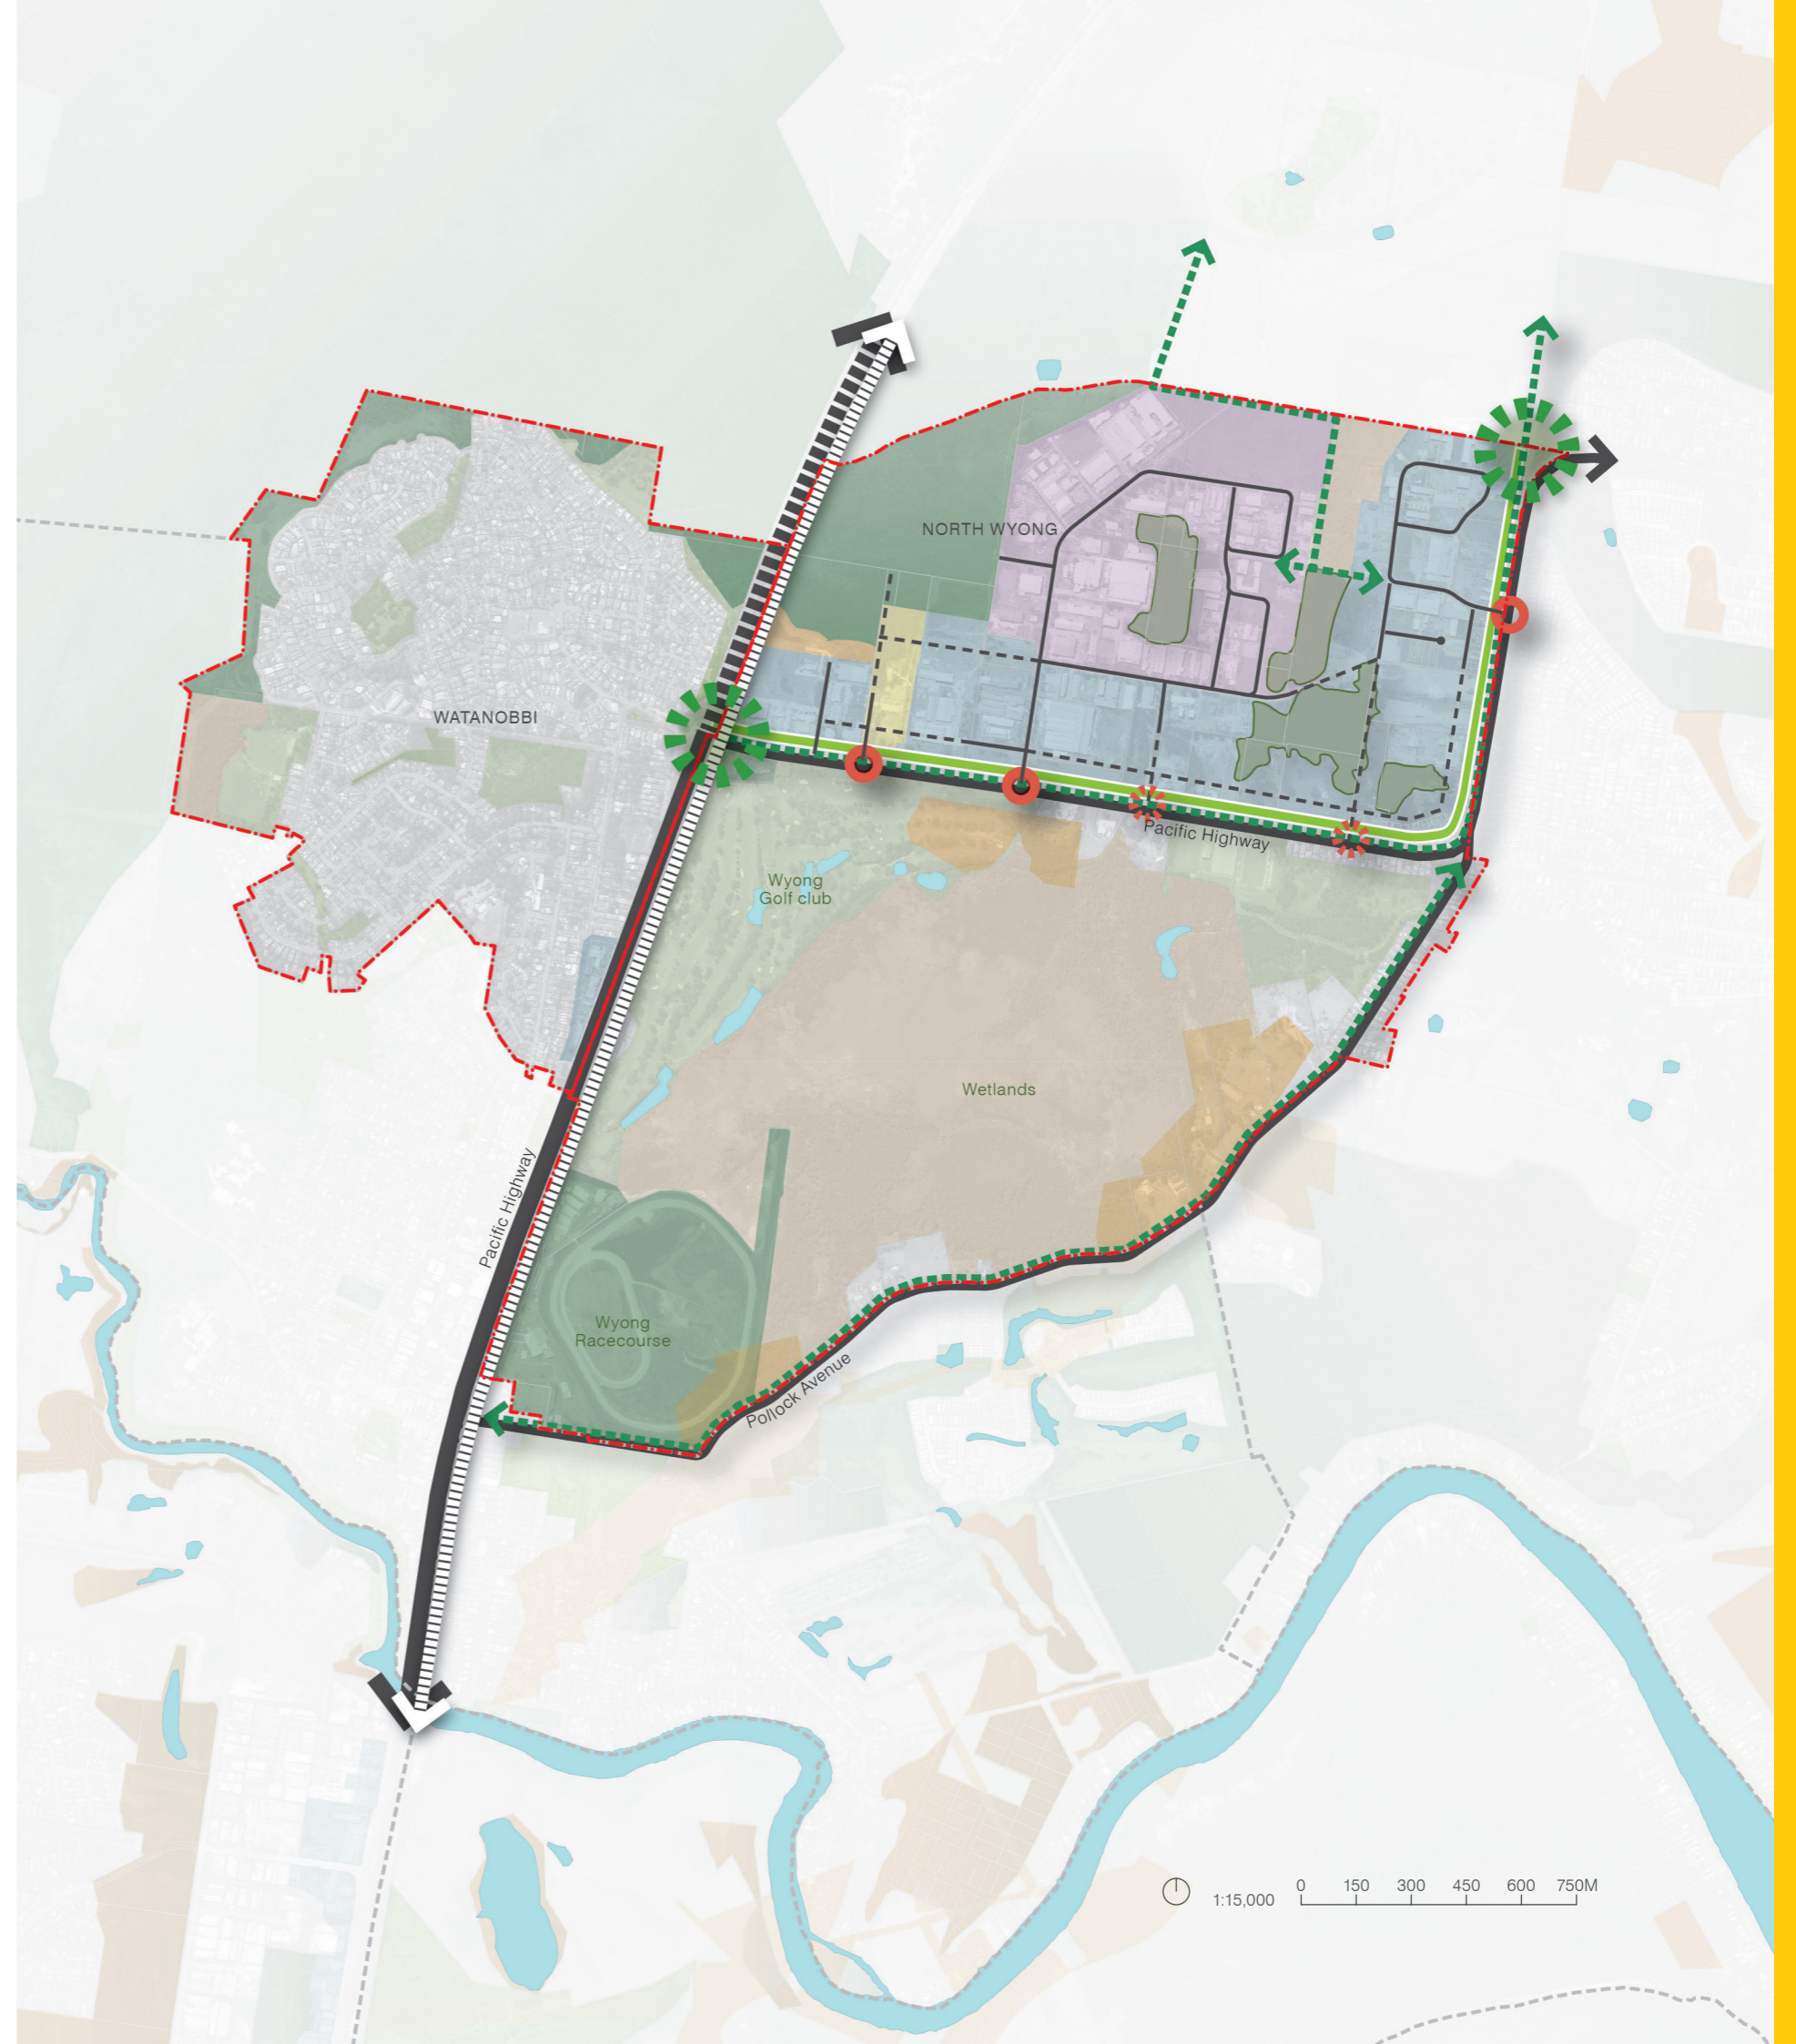 NORTH WYONG
WATANOBBI
Pacific Highway
Wyong
Golf club
Wetlands
Pacific Highway
Wyong
Racecourse
Pollock Avenue
1:15,000
0 150 300 450 600 750M